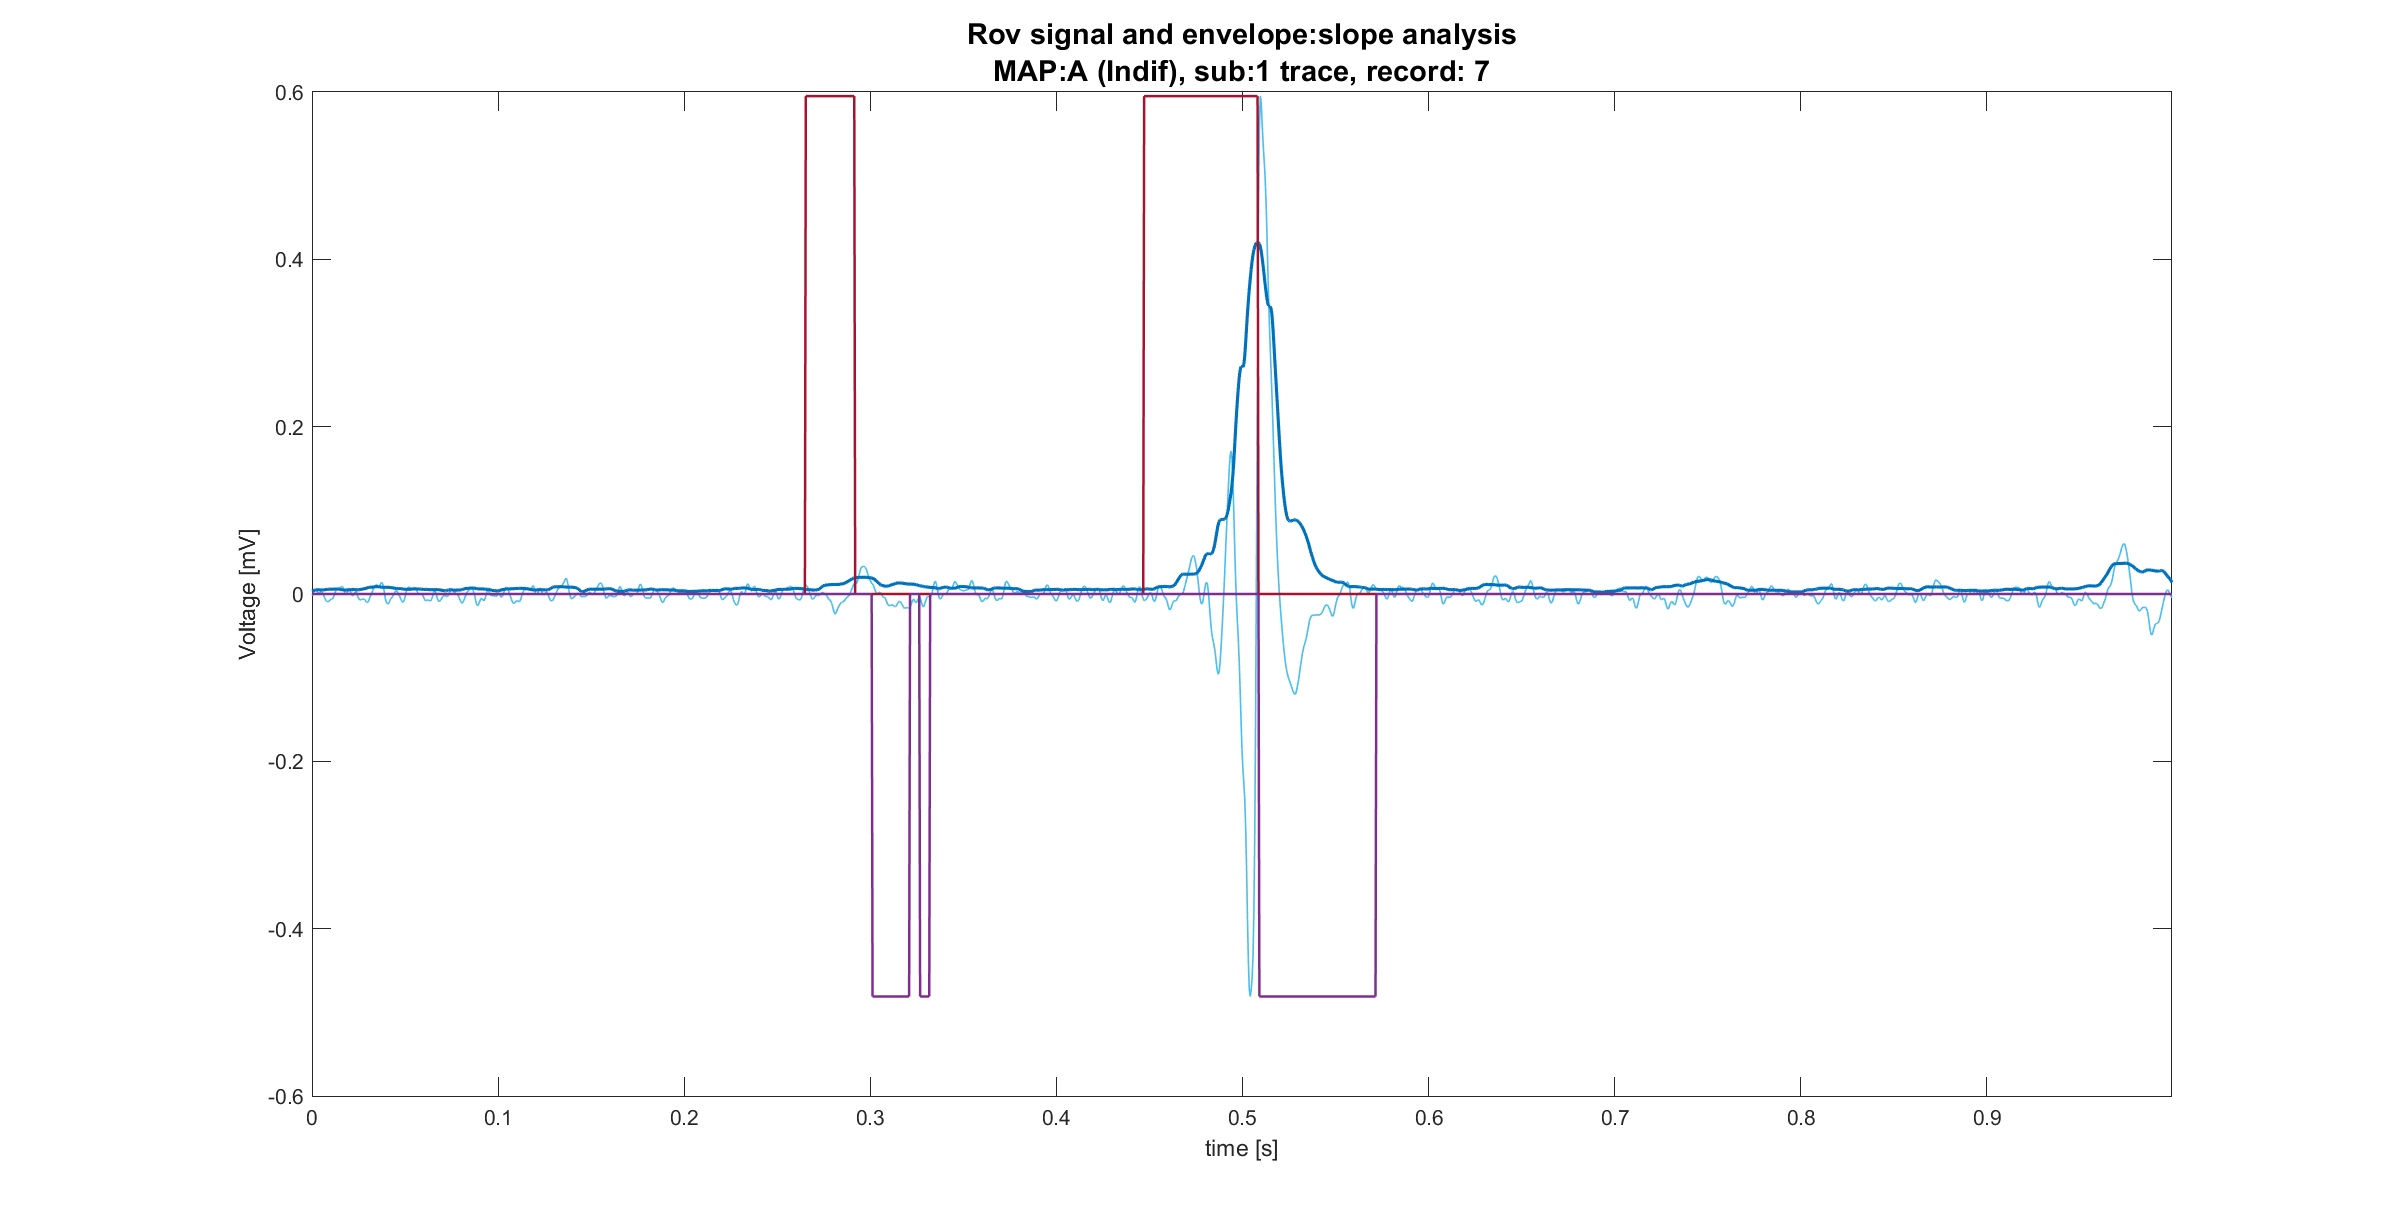 Rov signal and envelope:slope analysis
MAP:A (Indif), sub:1 trace, record: 7
0.6
0.4
0.2
0
-0.2
-0.4
-0.6
Voltage [mV]
0 0.1 0.2 0.3 0.4 0.5 0.6 0.7 0.8 0.9
time [s]